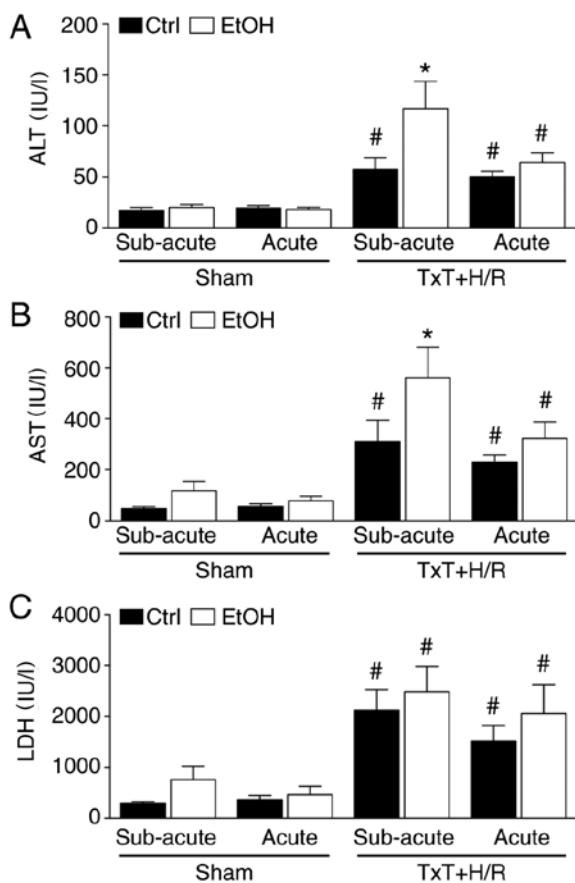 A
Ctrl EtOH
ALT (IU/l)
200
150
100
50
0
#
*
#
#
Sub-acute Acute Sub-acute Acute
Sham TxT+H/R
B
Ctrl EtOH
AST (IU/l)
800
600
400
200
0
#
*
#
#
Sub-acute Acute Sub-acute Acute
Sham TxT+H/R
C
Ctrl EtOH
LDH (IU/l)
4000
3000
2000
1000
0
#
#
#
#
Sub-acute Acute Sub-acute Acute
Sham TxT+H/R